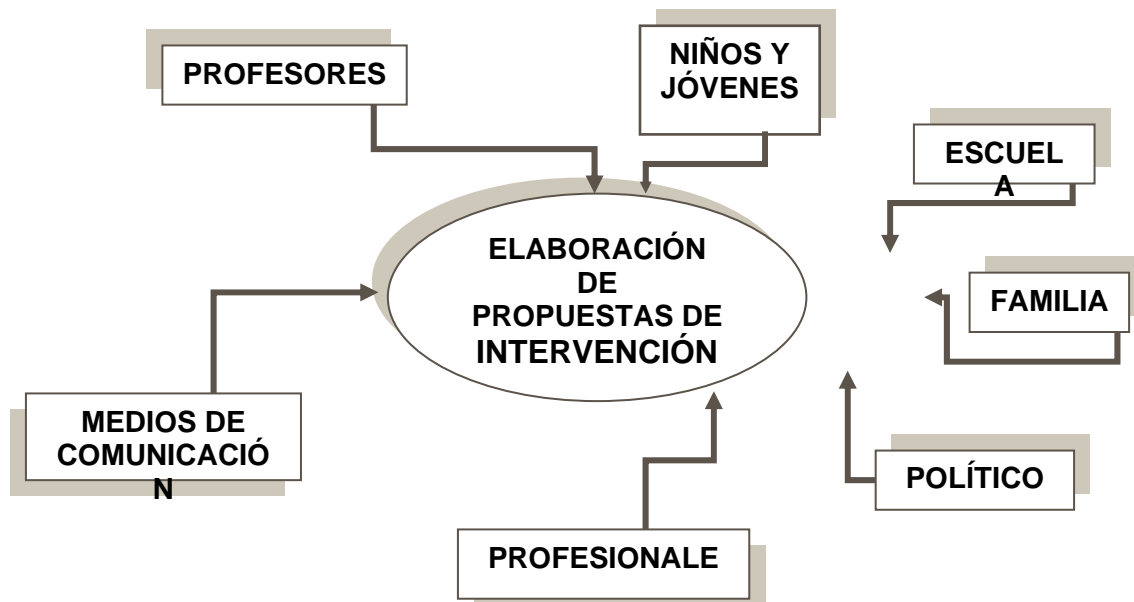 PROFESORES
NIÑOS Y
JÓVENES
ESCUEL
A
ELABORACIÓN
DE
PROPUESTAS DE
INTERVENCIÓN
FAMILIA
MEDIOS DE
COMUNICACIÓ
N
POLÍTICO
PROFESIONALE